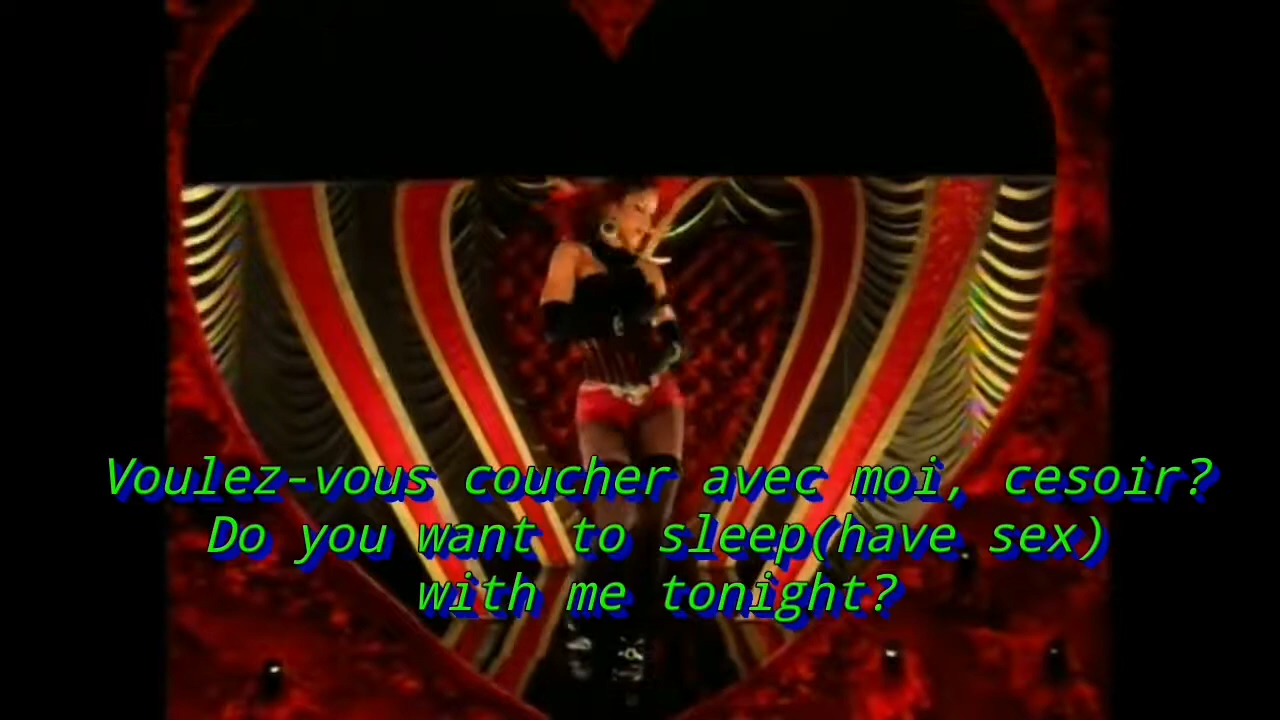 Voulez-vous coucher avec moi, cesoir?
Do you want to sleep(have sex)
with me tonight?